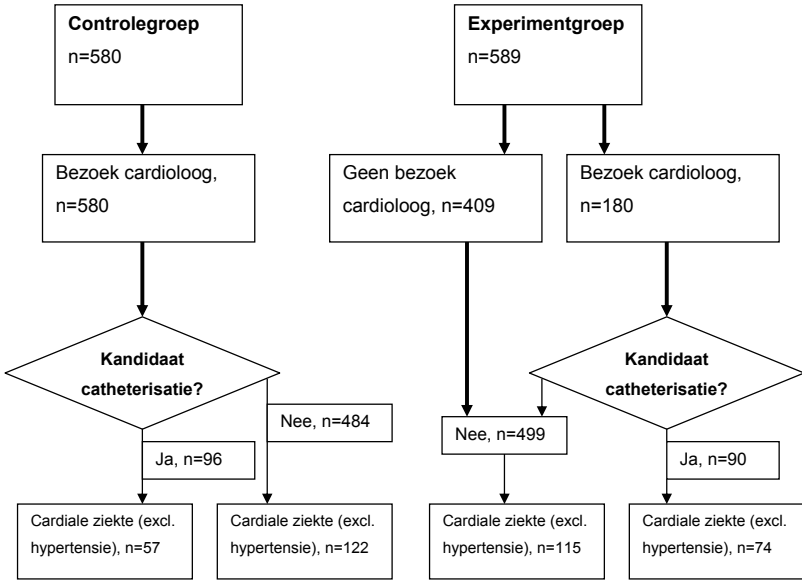 Controlegroep
n=580
Experimentgroep
n=589
Bezoek cardioloog,
n=580
Geen bezoek
cardioloog, n=409
Bezoek cardioloog,
n=180
Kandidaat
catheterisatie?
Kandidaat
catheterisatie?
Nee, n=484
Nee, n=499
Ja, n=96
Ja, n=90
Cardiale ziekte (excl.
hypertensie), n=57
Cardiale ziekte (excl.
hypertensie), n=122
Cardiale ziekte (excl.
hypertensie), n=115
Cardiale ziekte (excl.
hypertensie), n=74